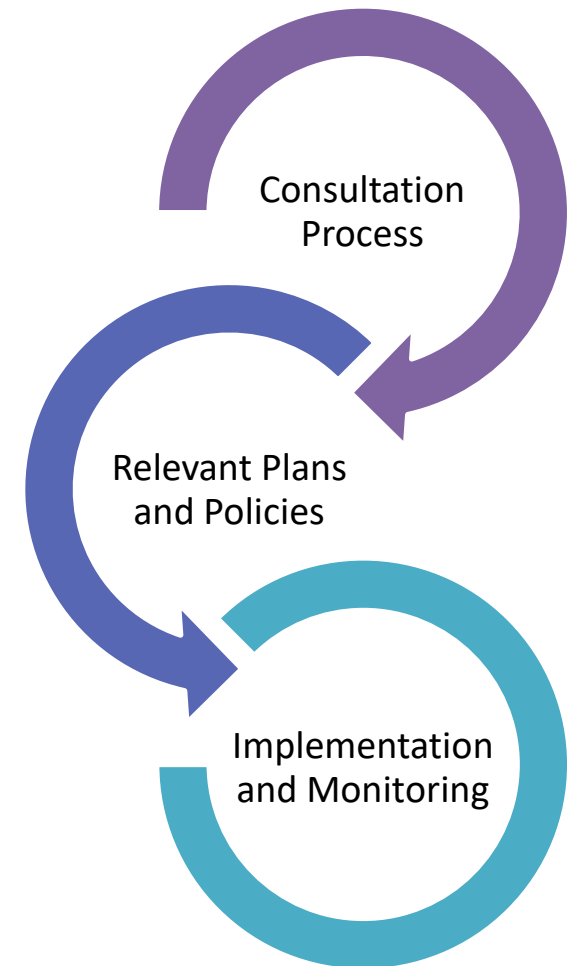 Consultation
Process
Relevant Plans
and Policies
Implementation
and Monitoring